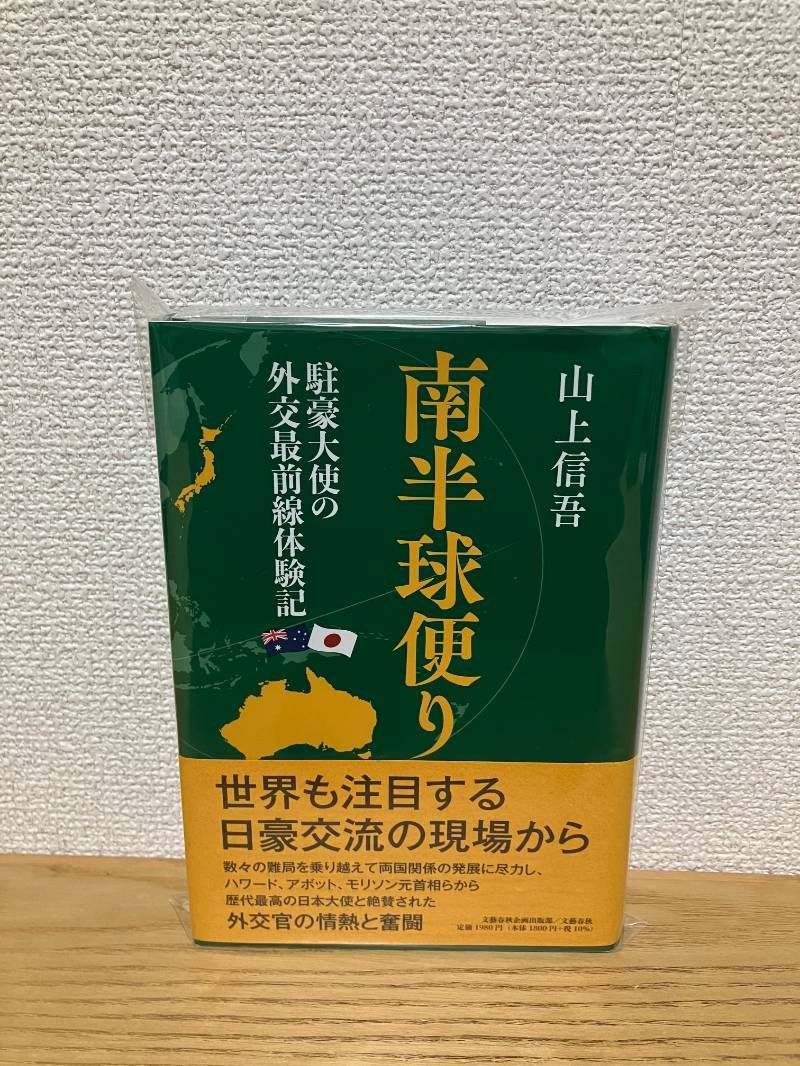 山上信吾
南半球便り
駐豪大使の
外交最前線体験記
世界も注目する
日豪交流の現場から
数々の難局を乗り越えて両国関係の発展に尽力し、
ハワード、アボット、モリソン元首相らから
歴代最高の日本大使と絶賛された
外交官の情熱と奮闘
文藝春秋企画出版部/文藝春秋
定価1980円(本体1800円+税10%)